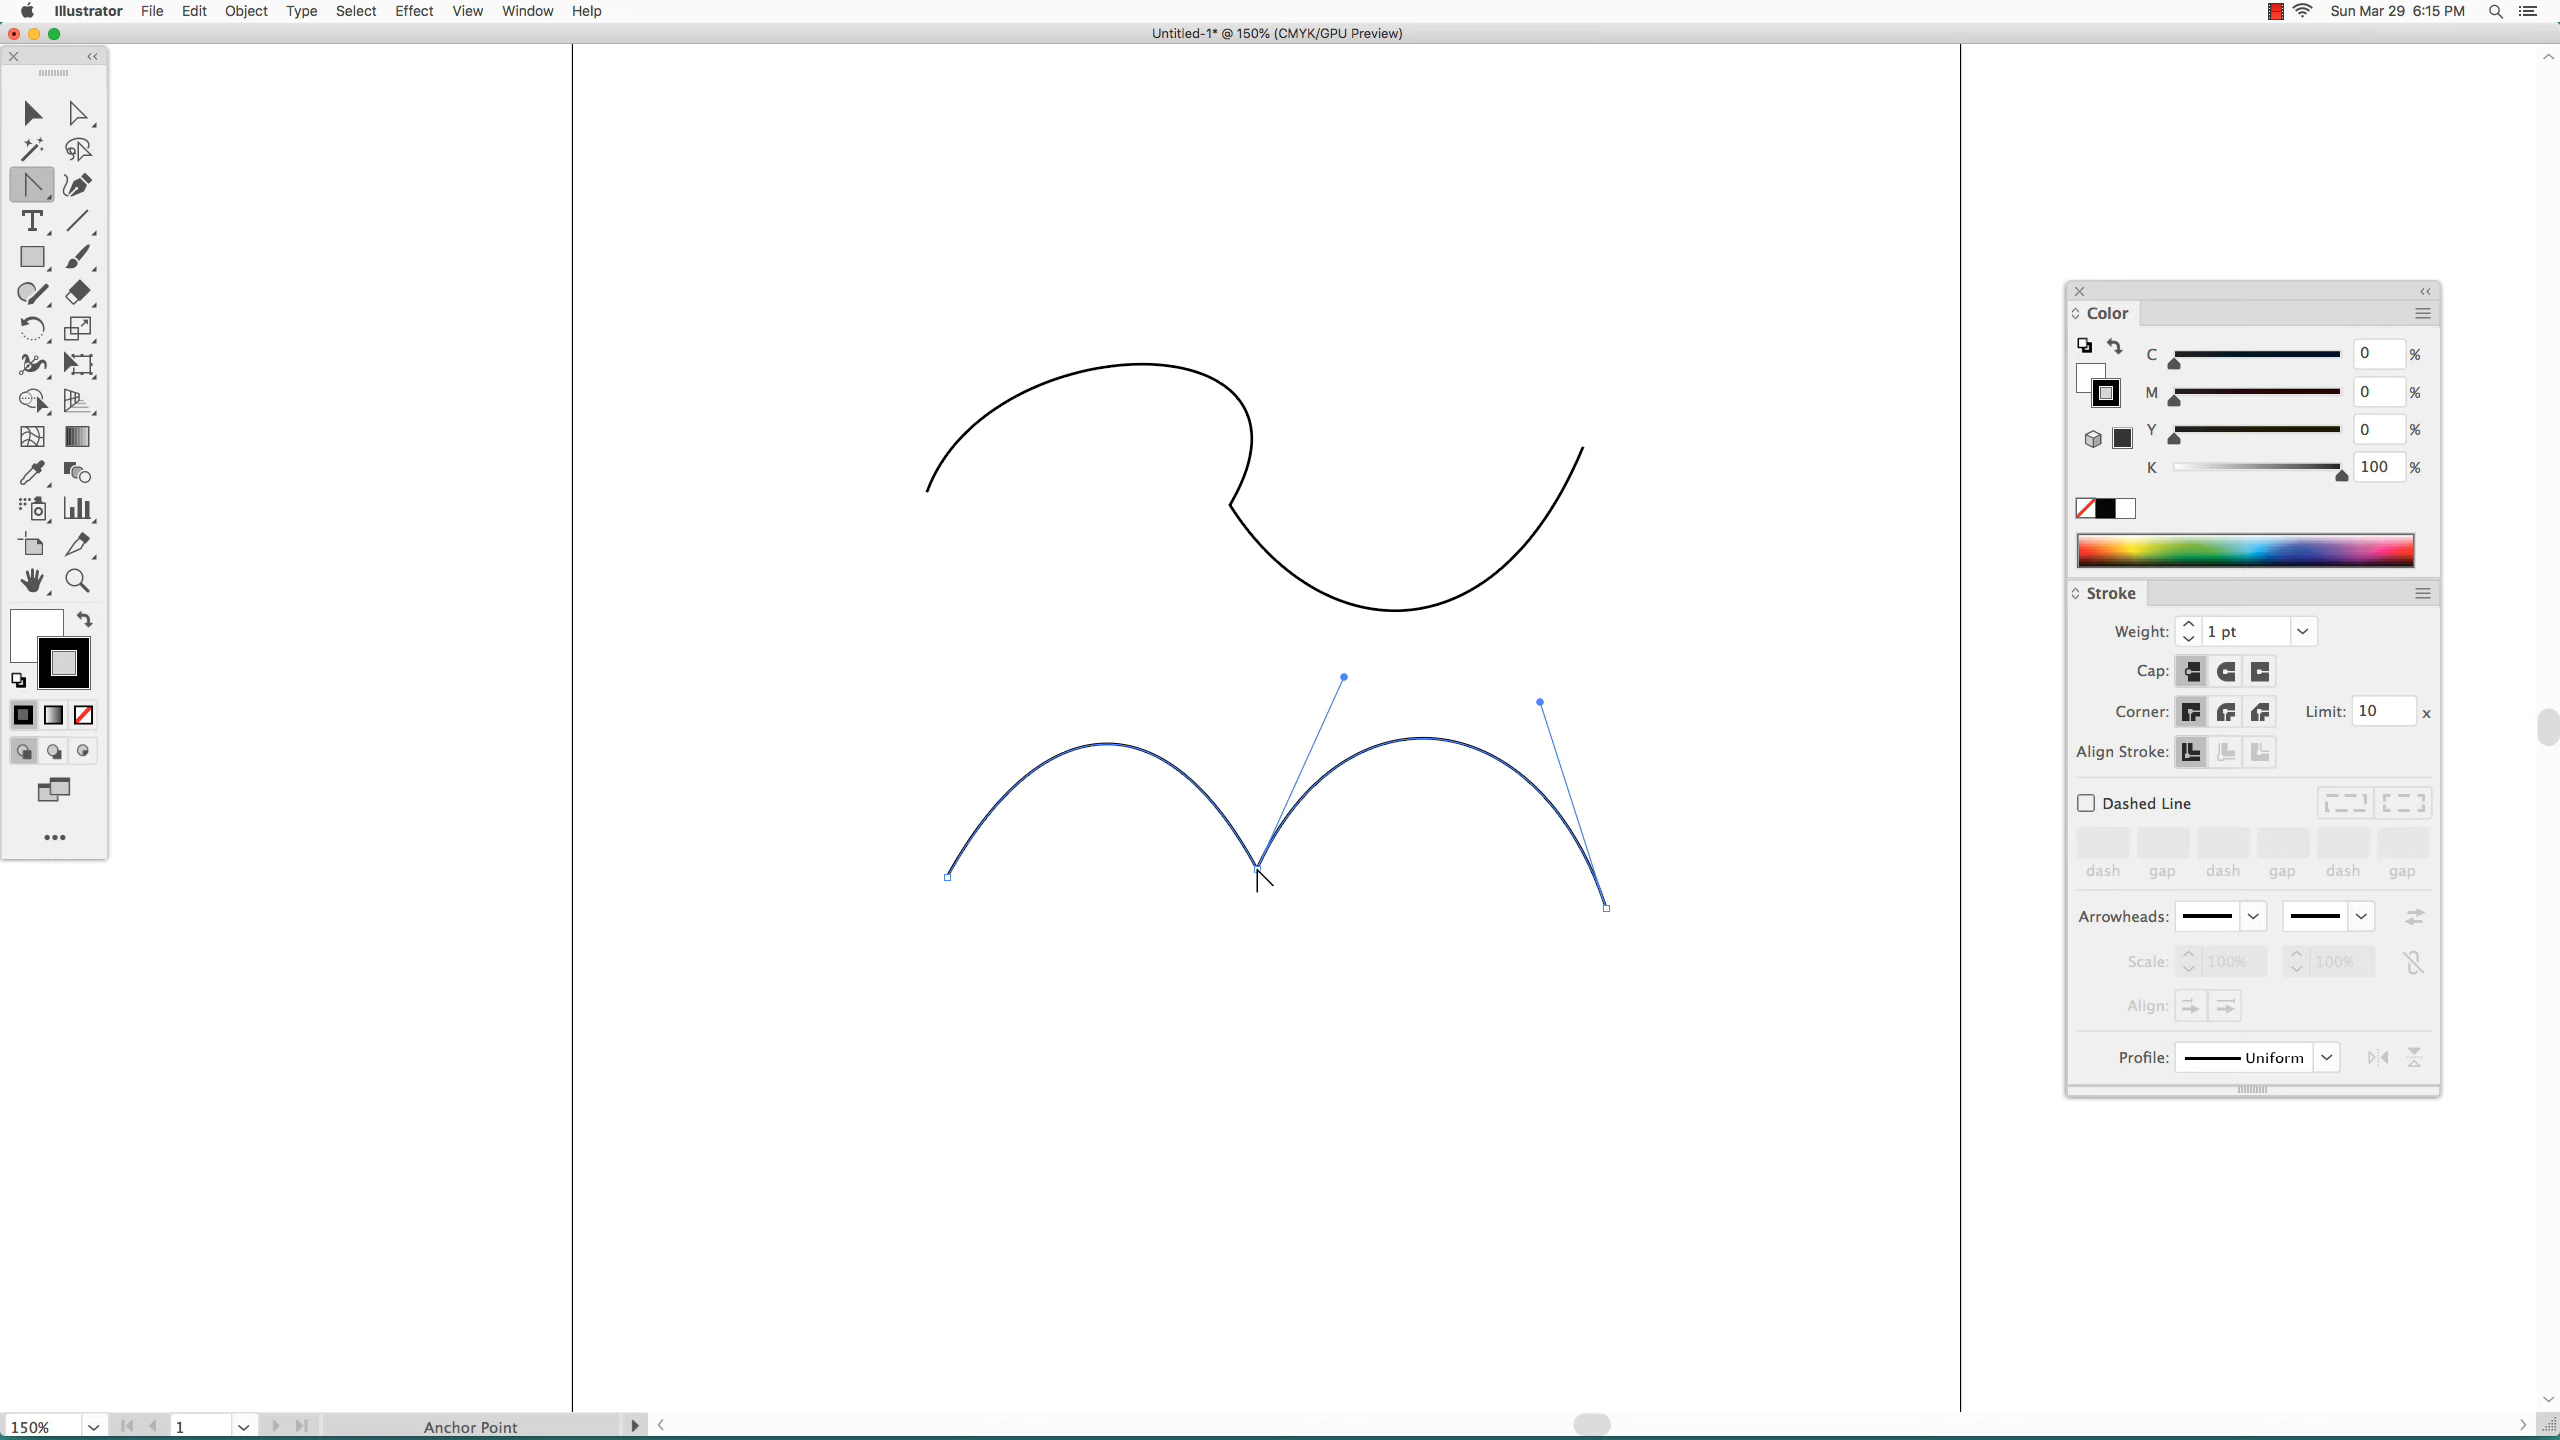 Illustrator File Edit Object Type Select Effect View Window Help Sun Mar 29 6:15 PM
Untitled-1* @ 150% (CMYK/GPU Preview)
Color
C 0 %
M 0 %
Y 0 %
K 100 %
Stroke
Weight: 1 pt
Cap:
Corner: Limit: 10 x
Align Stroke:
Dashed Line
dash gap dash gap dash gap
Arrowheads:
Scale: 100% 100%
Align:
Profile: Uniform
150% 1 Anchor Point